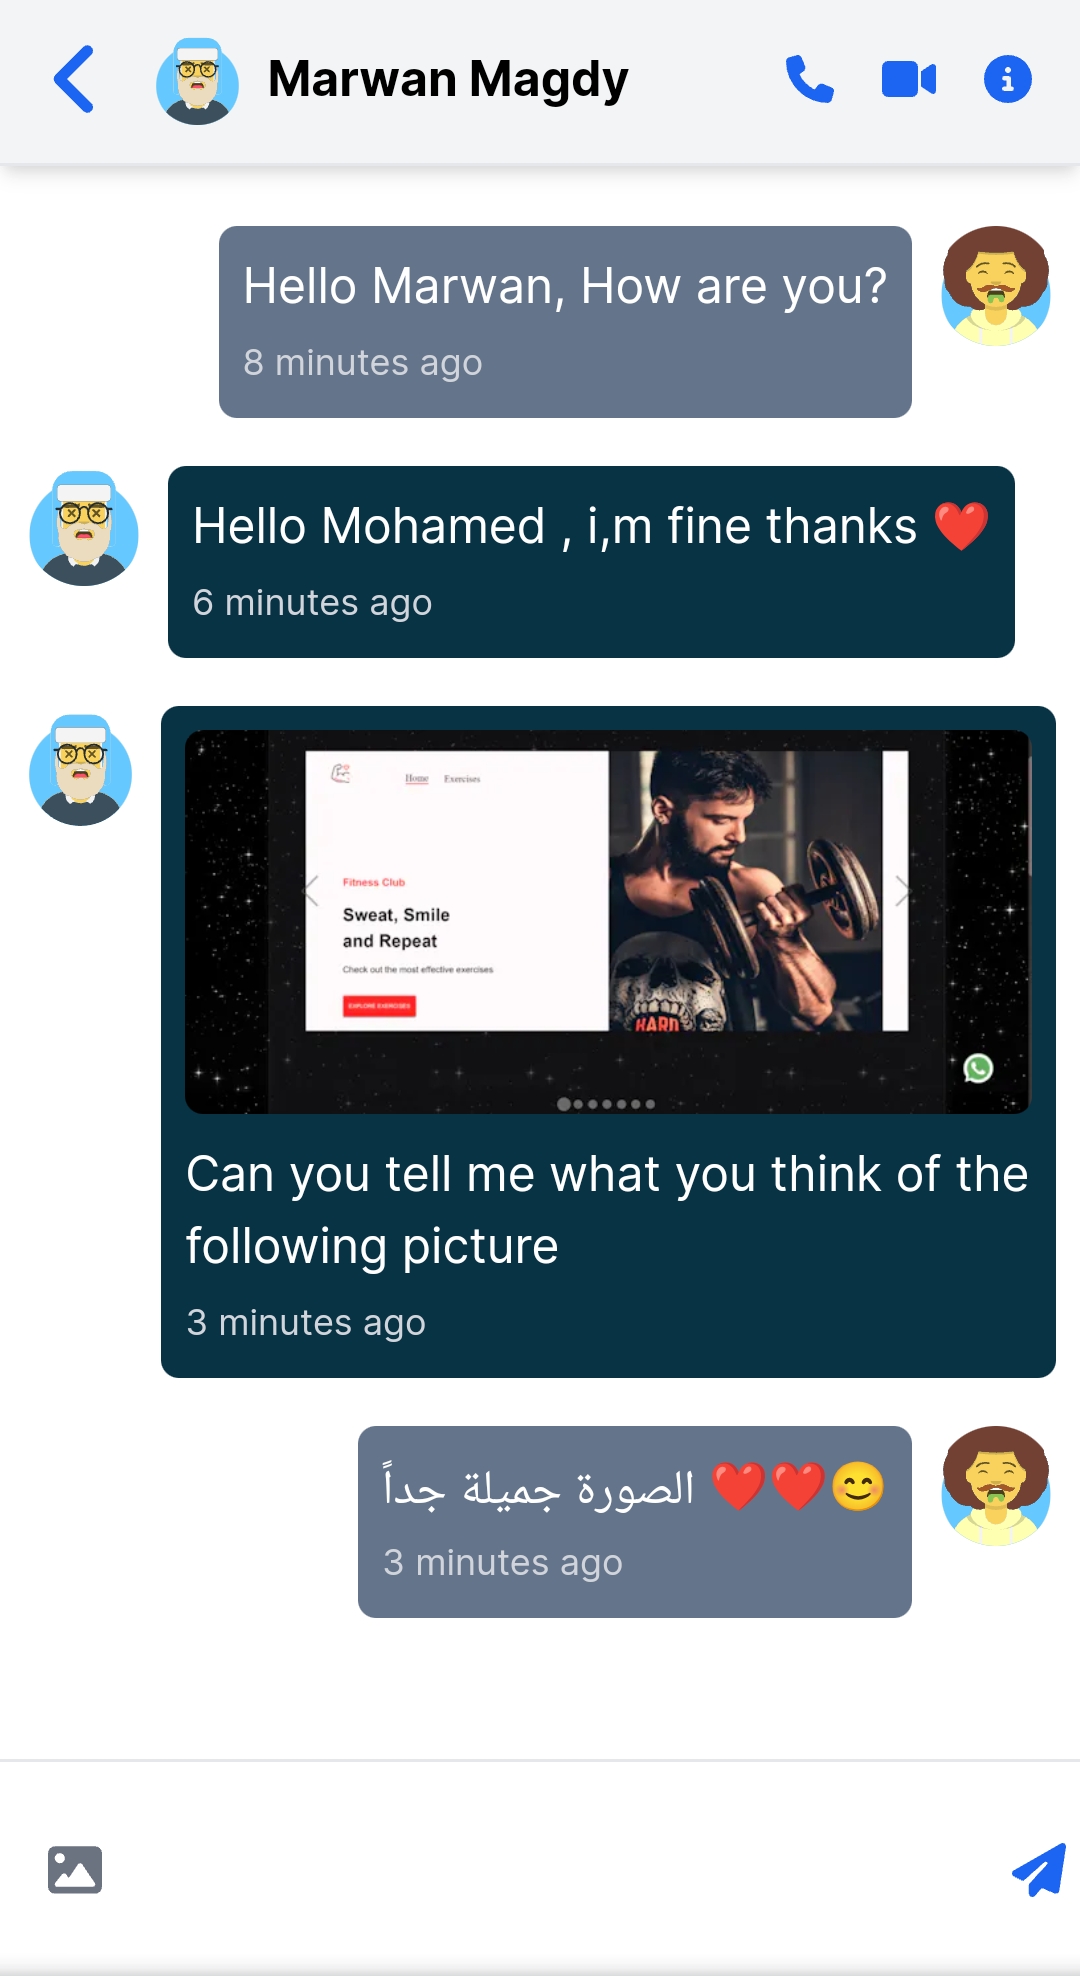 Marwan Magdy
Hello Marwan, How are you?
8 minutes ago
Hello Mohamed , i,m fine thanks ❤️
6 minutes ago
Home Exercises
Fitness Club
Sweat, Smile
and Repeat
Check out the most effective exercises
EXPLORE EXERCISES
HARD
Can you tell me what you think of the
following picture
3 minutes ago
الصورة جميلة جداً ❤️❤️😊
3 minutes ago